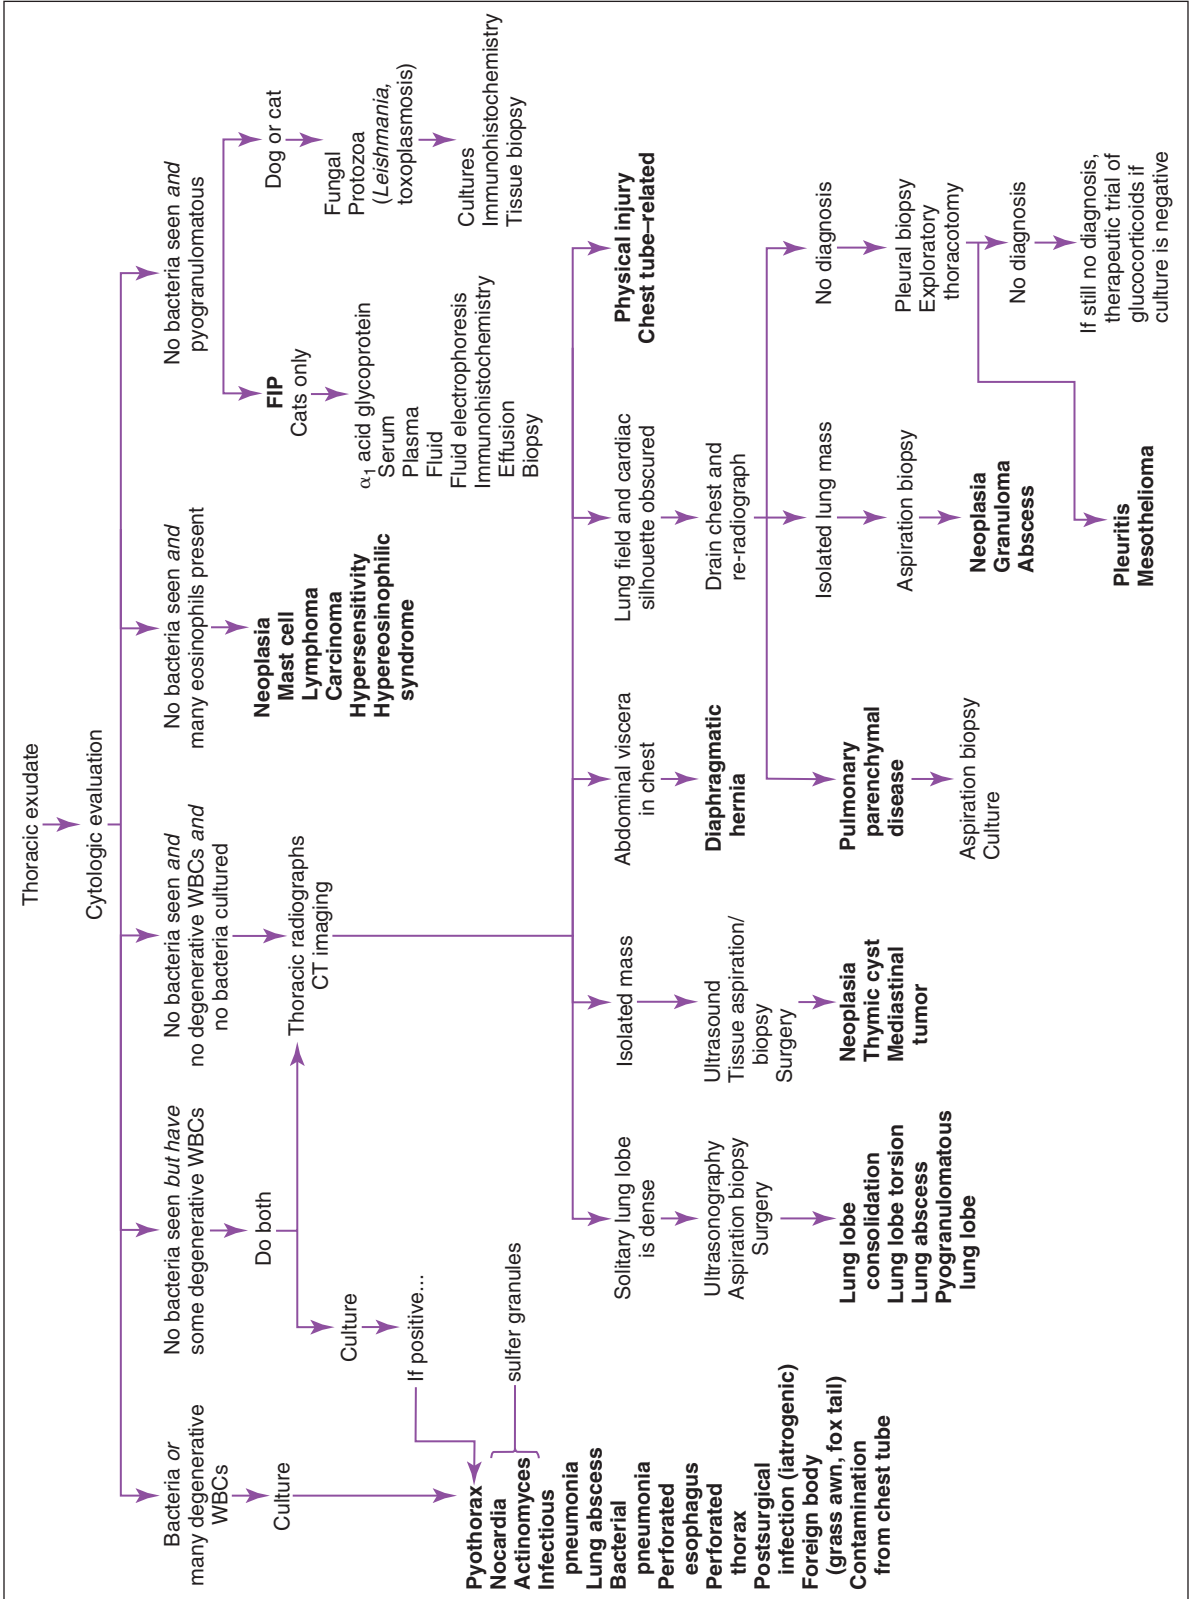 Thoracic exudate
Cytologic evaluation
Bacteria or
many degenerative
WBCs
Culture
Pyothorax
Nocardia
Actinomyces
Infectious
pneumonia
Lung abscess
Bacterial
pneumonia
Perforated
esophagus
Perforated
thorax
Postsurgical
infection (iatrogenic)
Foreign body
(grass awn, fox tail)
Contamination
from chest tube
sulfer granules
No bacteria seen but have
some degenerative WBCs
Do both
Culture
If positive...
No bacteria seen and
no degenerative WBCs and
no bacteria cultured
Thoracic radiographs
CT imaging
Solitary lung lobe
is dense
Ultrasonography
Aspiration biopsy
Surgery
Lung lobe
consolidation
Lung lobe torsion
Lung abscess
Pyogranulomatous
lung lobe
Isolated mass
Ultrasound
Tissue aspiration/
biopsy
Surgery
Neoplasia
Thymic cyst
Mediastinal
tumor
Abdominal viscera
in chest
Diaphragmatic
hernia
Lung field and cardiac
silhouette obscured
Drain chest and
re-radiograph
Pulmonary
parenchymal
disease
Aspiration biopsy
Culture
Isolated lung mass
Aspiration biopsy
Neoplasia
Granuloma
Abscess
No diagnosis
Pleural biopsy
Exploratory
thoracotomy
Pleuritis
Mesothelioma
No diagnosis
If still no diagnosis,
therapeutic trial of
glucocorticoids if
culture is negative
Physical injury
Chest tube–related
No bacteria seen and
many eosinophils present
Neoplasia
Mast cell
Lymphoma
Carcinoma
Hypersensitivity
Hypereosinophilic
syndrome
No bacteria seen and
pyogranulomatous
FIP
Cats only
α1 acid glycoprotein
Serum
Plasma
Fluid
Fluid electrophoresis
Immunohistochemistry
Effusion
Biopsy
Dog or cat
Fungal
Protozoa
(Leishmania,
toxoplasmosis)
Cultures
Immunohistochemistry
Tissue biopsy